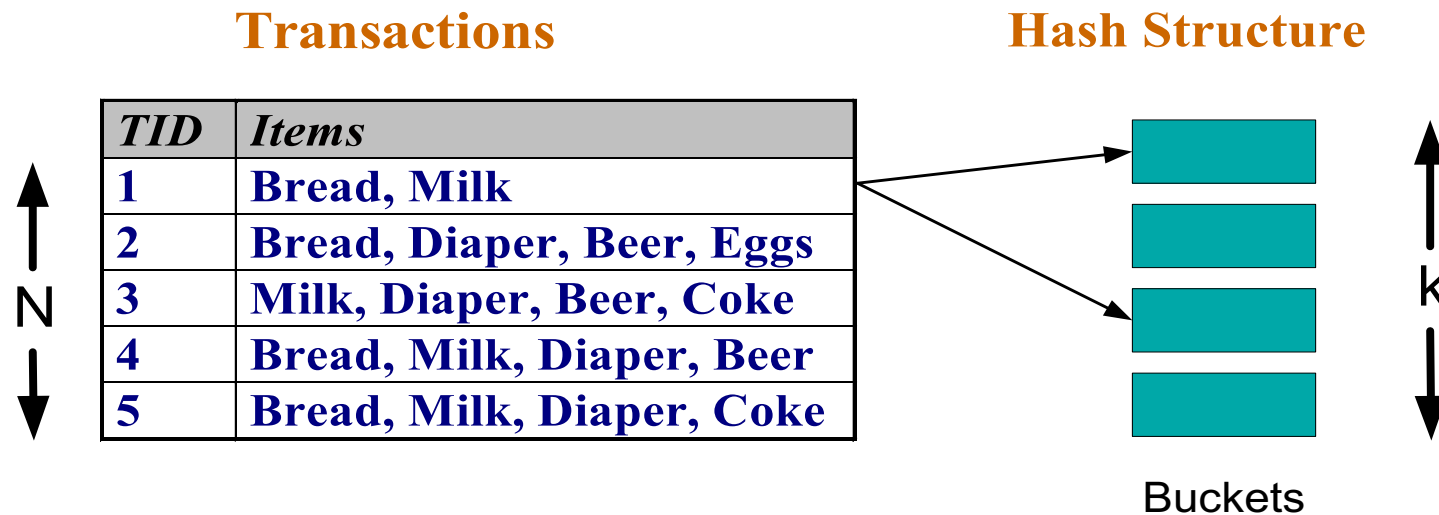 Transactions
Hash Structure
TID Items
1 Bread, Milk
2 Bread, Diaper, Beer, Eggs
3 Milk, Diaper, Beer, Coke
4 Bread, Milk, Diaper, Beer
5 Bread, Milk, Diaper, Coke
N
k
Buckets